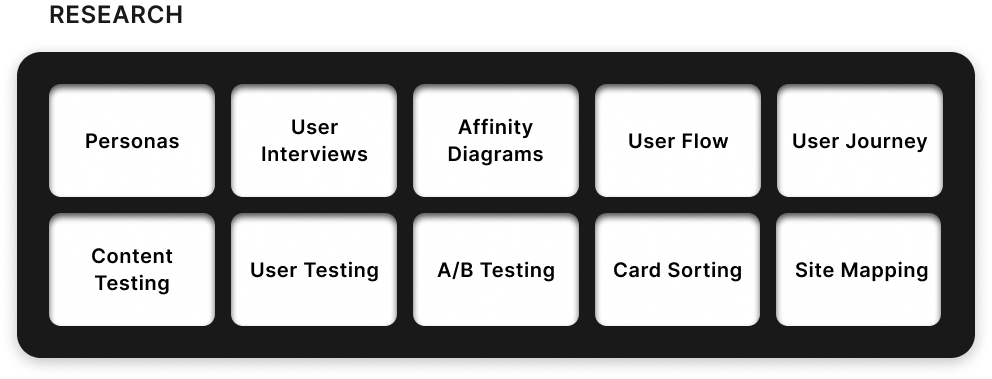 RESEARCH
Personas
User
Interviews
Affinity
Diagrams
User Flow
User Journey
Content
Testing
User Testing
A/B Testing
Card Sorting
Site Mapping